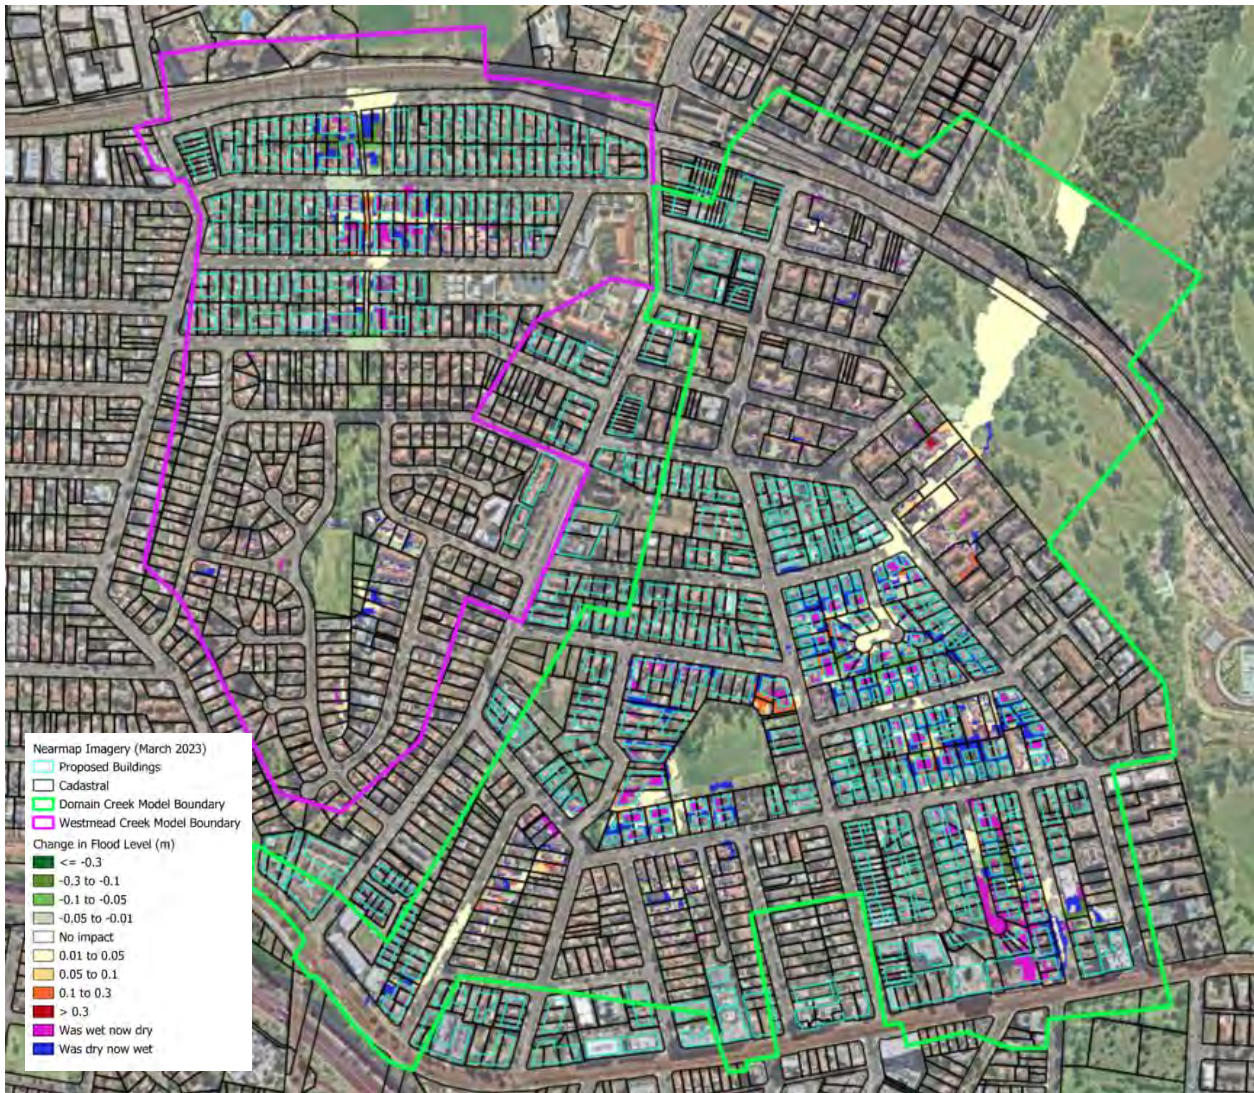 Nearmap Imagery (March 2023)
Proposed Buildings
Cadastral
Domain Creek Model Boundary
Westmead Creek Model Boundary
Change in Flood Level (m)
<= -0.3
-0.3 to -0.1
-0.1 to -0.05
-0.05 to -0.01
No impact
0.01 to 0.05
0.05 to 0.1
0.1 to 0.3
> 0.3
Was wet now dry
Was dry now wet